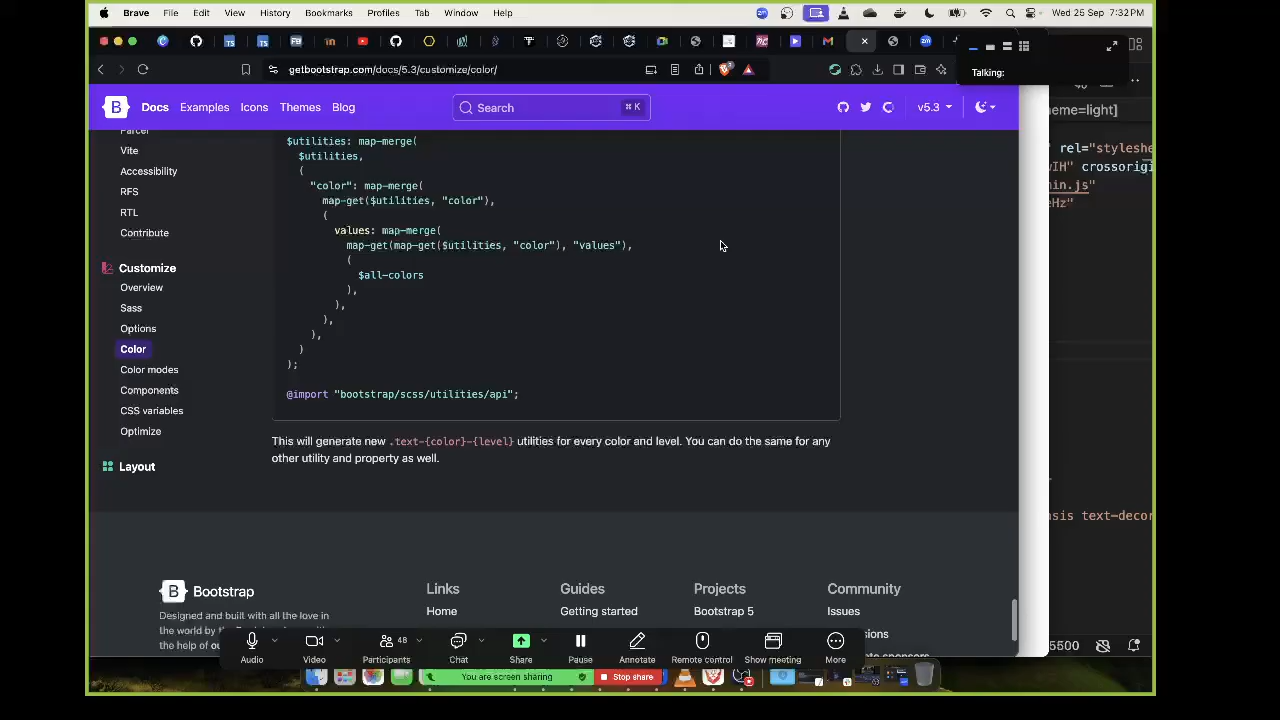 Brave File Edit View History Bookmarks Profiles Tab Window Help Wed 25 Sep 7:32 PM
getbootstrap.com/docs/5.3/customize/color/
Talking:
Docs Examples Icons Themes Blog Search ⌘ K v5.3
heme=light]
Parcel
Vite
Accessibility
RFS
RTL
Contribute
Customize
Overview
Sass
Options
Color
Color modes
Components
CSS variables
Optimize
Layout
$utilities: map-merge(
$utilities,
(
"color": map-merge(
map-get($utilities, "color"),
(
values: map-merge(
map-get(map-get($utilities, "color"), "values"),
(
$all-colors
),
),
),
),
)
);
@import "bootstrap/scss/utilities/api";
This will generate new .text-{color}-{level} utilities for every color and level. You can do the same for any
other utility and property as well.
" rel="styleshe
wIH" crossorigi
in.js"
eHz"
sis text-decor
Bootstrap
Designed and built with all the love in
the world by the
the help of
Links
Home
Guides
Getting started
Projects
Bootstrap 5
Community
Issues
5500
Audio Video Participants 48 Chat Share Pause Annotate Remote control Show meeting More
You are screen sharing Stop share